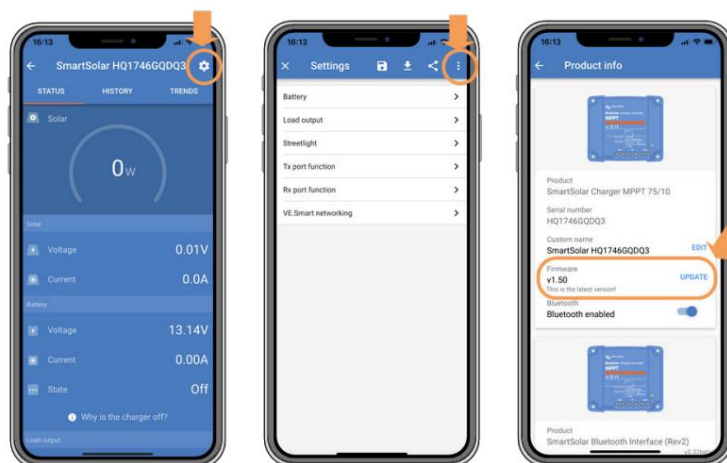 16:13
SmartSolar HQ1746GQDQ3
STATUS HISTORY TRENDS
Solar
0W
Solar
Voltage 0.01V
Current 0.0A
Battery
Voltage 13.14V
Current 0.00A
State Off
Why is the charger off?
Load output
16:13
Settings
Battery
Load output
Streetlight
Tx port function
Rx port function
VE.Smart networking
16:13
Product info
MPPT
Product
SmartSolar Charger MPPT 75/10
Serial number
HQ1746GQDQ3
Custom name
SmartSolar HQ1746GQDQ3 EDIT
Firmware
v1.50 UPDATE
This is the latest version!
Bluetooth
Bluetooth enabled
MPPT
Product
SmartSolar Bluetooth Interface (Rev2)